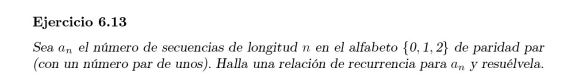 Ejercicio 6.13
Sea aₙ el número de secuencias de longitud n en el alfabeto {0, 1, 2} de paridad par
(con un número par de unos). Halla una relación de recurrencia para aₙ y resuélvela.